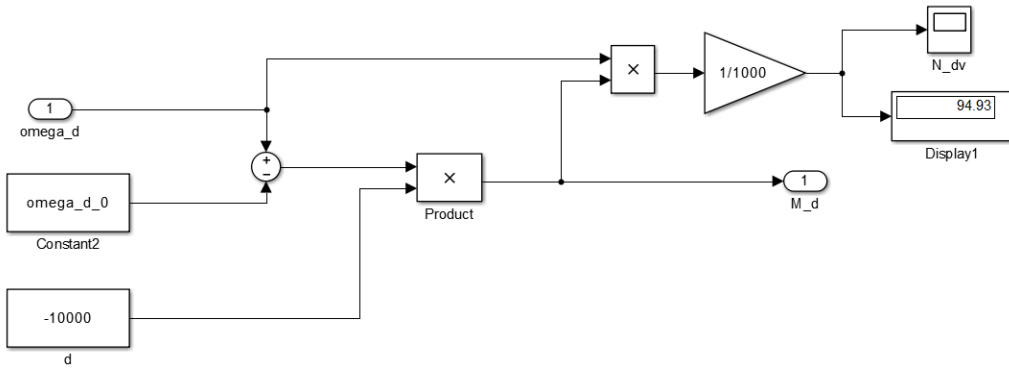 1
omega_d
omega_d_0
Constant2
-10000
d
+
−
×
Product
×
1/1000
N_dv
94.93
Display1
1
M_d